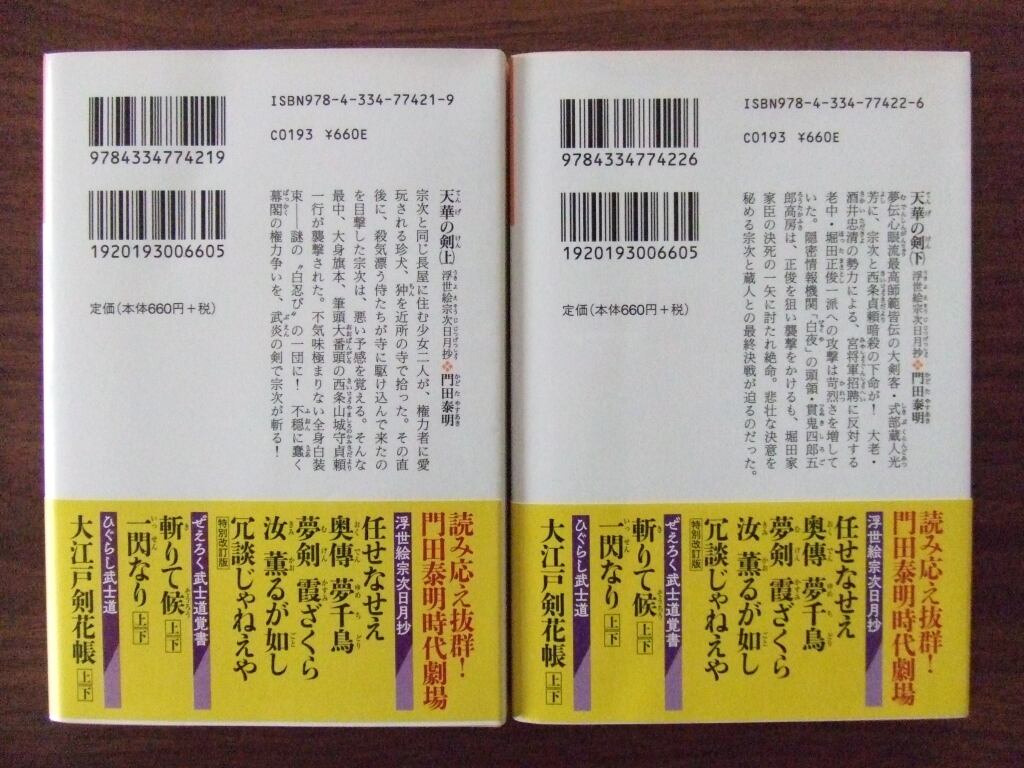 ISBN978-4-334-77421-9
C0193 ¥660E
9784334774219
1920193006605
定価(本体660円+税)
天華の剣(上) 浮世絵宗次日月抄 門田泰明
宗次と同じ長屋に住む少女二人が、権力者に愛
玩される珍犬、狆を近所の寺で拾った。その直
後に、殺気漂う侍たちが寺に駆け込んで来たの
を目撃した宗次は、悪い予感を覚える。そんな
最中、大身旗本、筆頭大番頭の西条山城守貞頼
一行が襲撃された。不気味極まりない全身白装
束――謎の〝白忍び〟の一団に! 不穏に蠢く
幕閣の権力争いを、武炎の剣で宗次が斬る!
読み応え抜群!
門田泰明時代劇場
浮世絵宗次日月抄
任せなせえ
奥傳 夢千鳥
夢剣 霞ざくら
汝 薫るが如し
冗談じゃねえや
特別改訂版
ぜえろく武士道覚書
斬りて候 上・下
一閃なり 上・下
ひぐらし武士道
大江戸剣花帳 上・下
ISBN978-4-334-77422-6
C0193 ¥660E
9784334774226
1920193006605
定価(本体660円+税)
天華の剣(下) 浮世絵宗次日月抄 門田泰明
夢伝心眼流最高師範皆伝の大剣客・式部蔵人光
芳に、宗次と西条貞頼暗殺の下命が! 大老・
酒井忠清の勢力による、宮将軍招聘に反対する
老中・堀田正俊一派への攻撃は苛烈さを増して
いた。隠密情報機関「白夜」の頭領・貫鬼四郎五
郎高房は、正俊を狙い襲撃をかけるも、堀田家
家臣の決死の一矢に討たれ絶命。悲壮な決意を
秘める宗次と蔵人との最終決戦が迫るのだった。
読み応え抜群!
門田泰明時代劇場
浮世絵宗次日月抄
任せなせえ
奥傳 夢千鳥
夢剣 霞ざくら
汝 薫るが如し
冗談じゃねえや
特別改訂版
ぜえろく武士道覚書
斬りて候 上・下
一閃なり 上・下
ひぐらし武士道
大江戸剣花帳 上・下